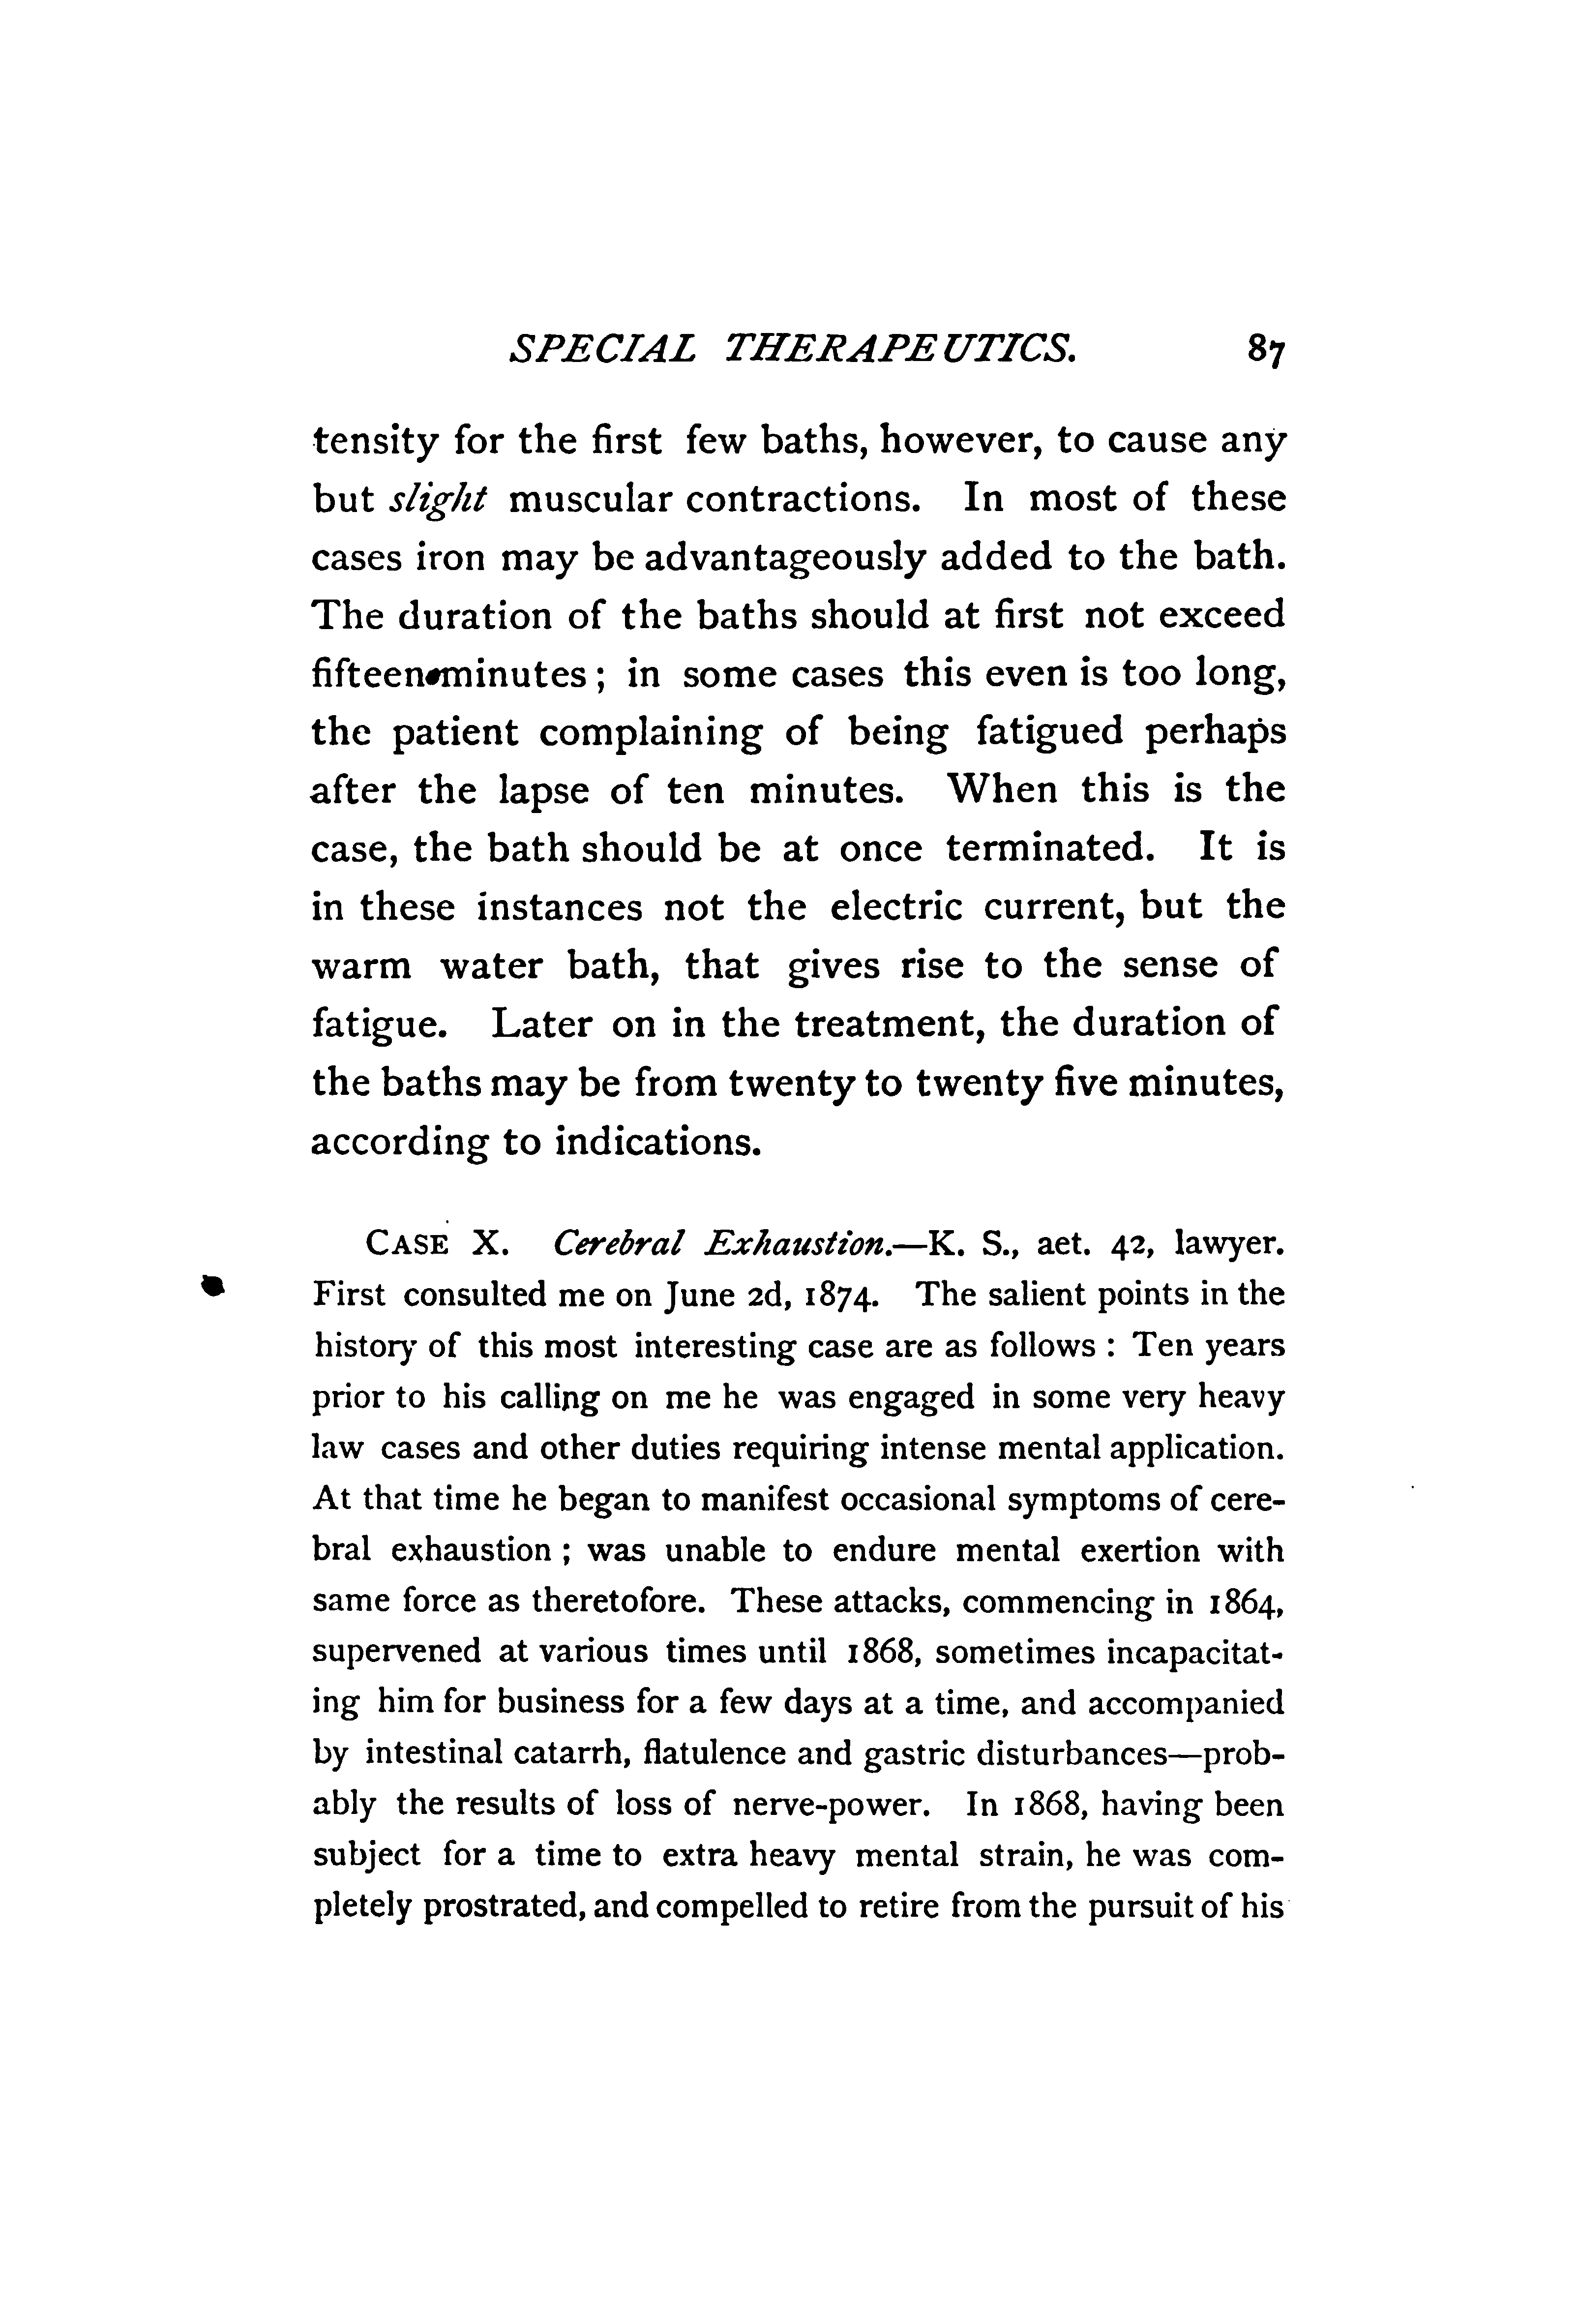 SPECIAL THERAPEUTICS. 87
tensity for the first few baths, however, to cause any
but slight muscular contractions. In most of these
cases iron may be advantageously added to the bath.
The duration of the baths should at first not exceed
fifteen minutes ; in some cases this even is too long,
the patient complaining of being fatigued perhaps
after the lapse of ten minutes. When this is the
case, the bath should be at once terminated. It is
in these instances not the electric current, but the
warm water bath, that gives rise to the sense of
fatigue. Later on in the treatment, the duration of
the baths may be from twenty to twenty five minutes,
according to indications.
CASE X. Cerebral Exhaustion.—K. S., aet. 42, lawyer.
First consulted me on June 2d, 1874. The salient points in the
history of this most interesting case are as follows : Ten years
prior to his calling on me he was engaged in some very heavy
law cases and other duties requiring intense mental application.
At that time he began to manifest occasional symptoms of cere-
bral exhaustion ; was unable to endure mental exertion with
same force as theretofore. These attacks, commencing in 1864,
supervened at various times until 1868, sometimes incapacitat-
ing him for business for a few days at a time, and accompanied
by intestinal catarrh, flatulence and gastric disturbances—prob-
ably the results of loss of nerve-power. In 1868, having been
subject for a time to extra heavy mental strain, he was com-
pletely prostrated, and compelled to retire from the pursuit of his